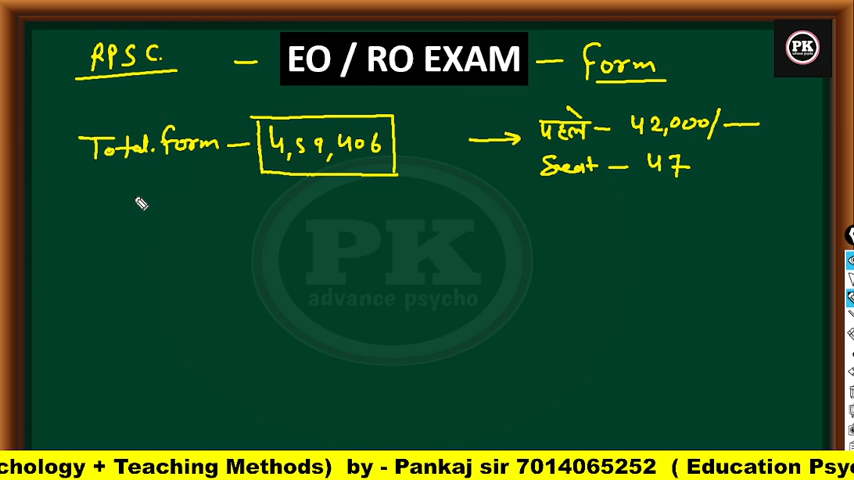 RPSC. - EO / RO EXAM - form
PK
Total. form - 4,59,406 → पहले - 42,000/-
Seat - 47
PK
advance psycho
chology + Teaching Methods) by - Pankaj sir 7014065252 ( Education Psyc